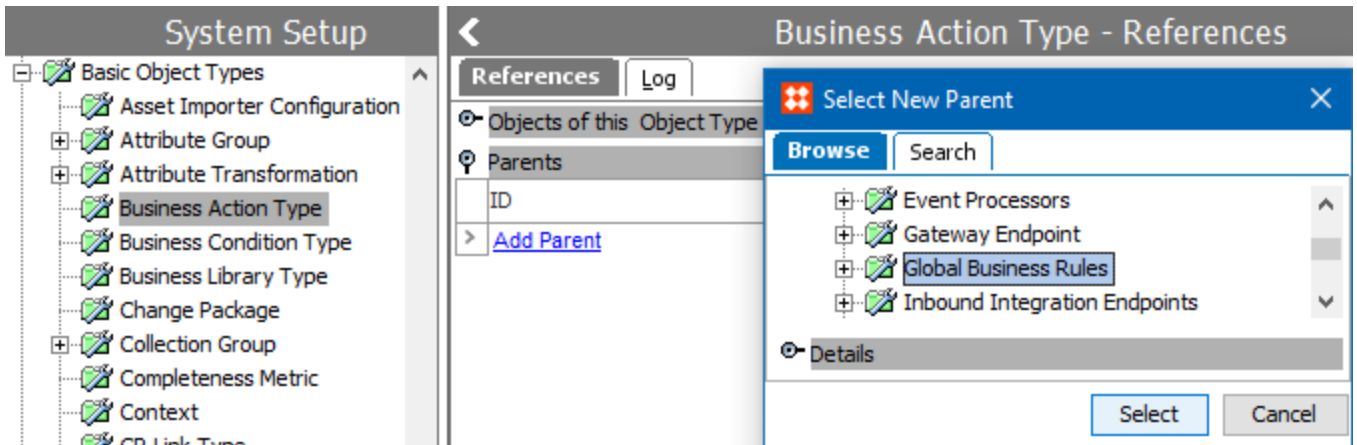 System Setup
Basic Object Types
Asset Importer Configuration
Attribute Group
Attribute Transformation
Business Action Type
Business Condition Type
Business Library Type
Change Package
Collection Group
Completeness Metric
Context
CP Link Type
Business Action Type - References
References Log
Objects of this Object Type
Parents
ID
Add Parent
Select New Parent
Browse Search
Event Processors
Gateway Endpoint
Global Business Rules
Inbound Integration Endpoints
Details
Select Cancel